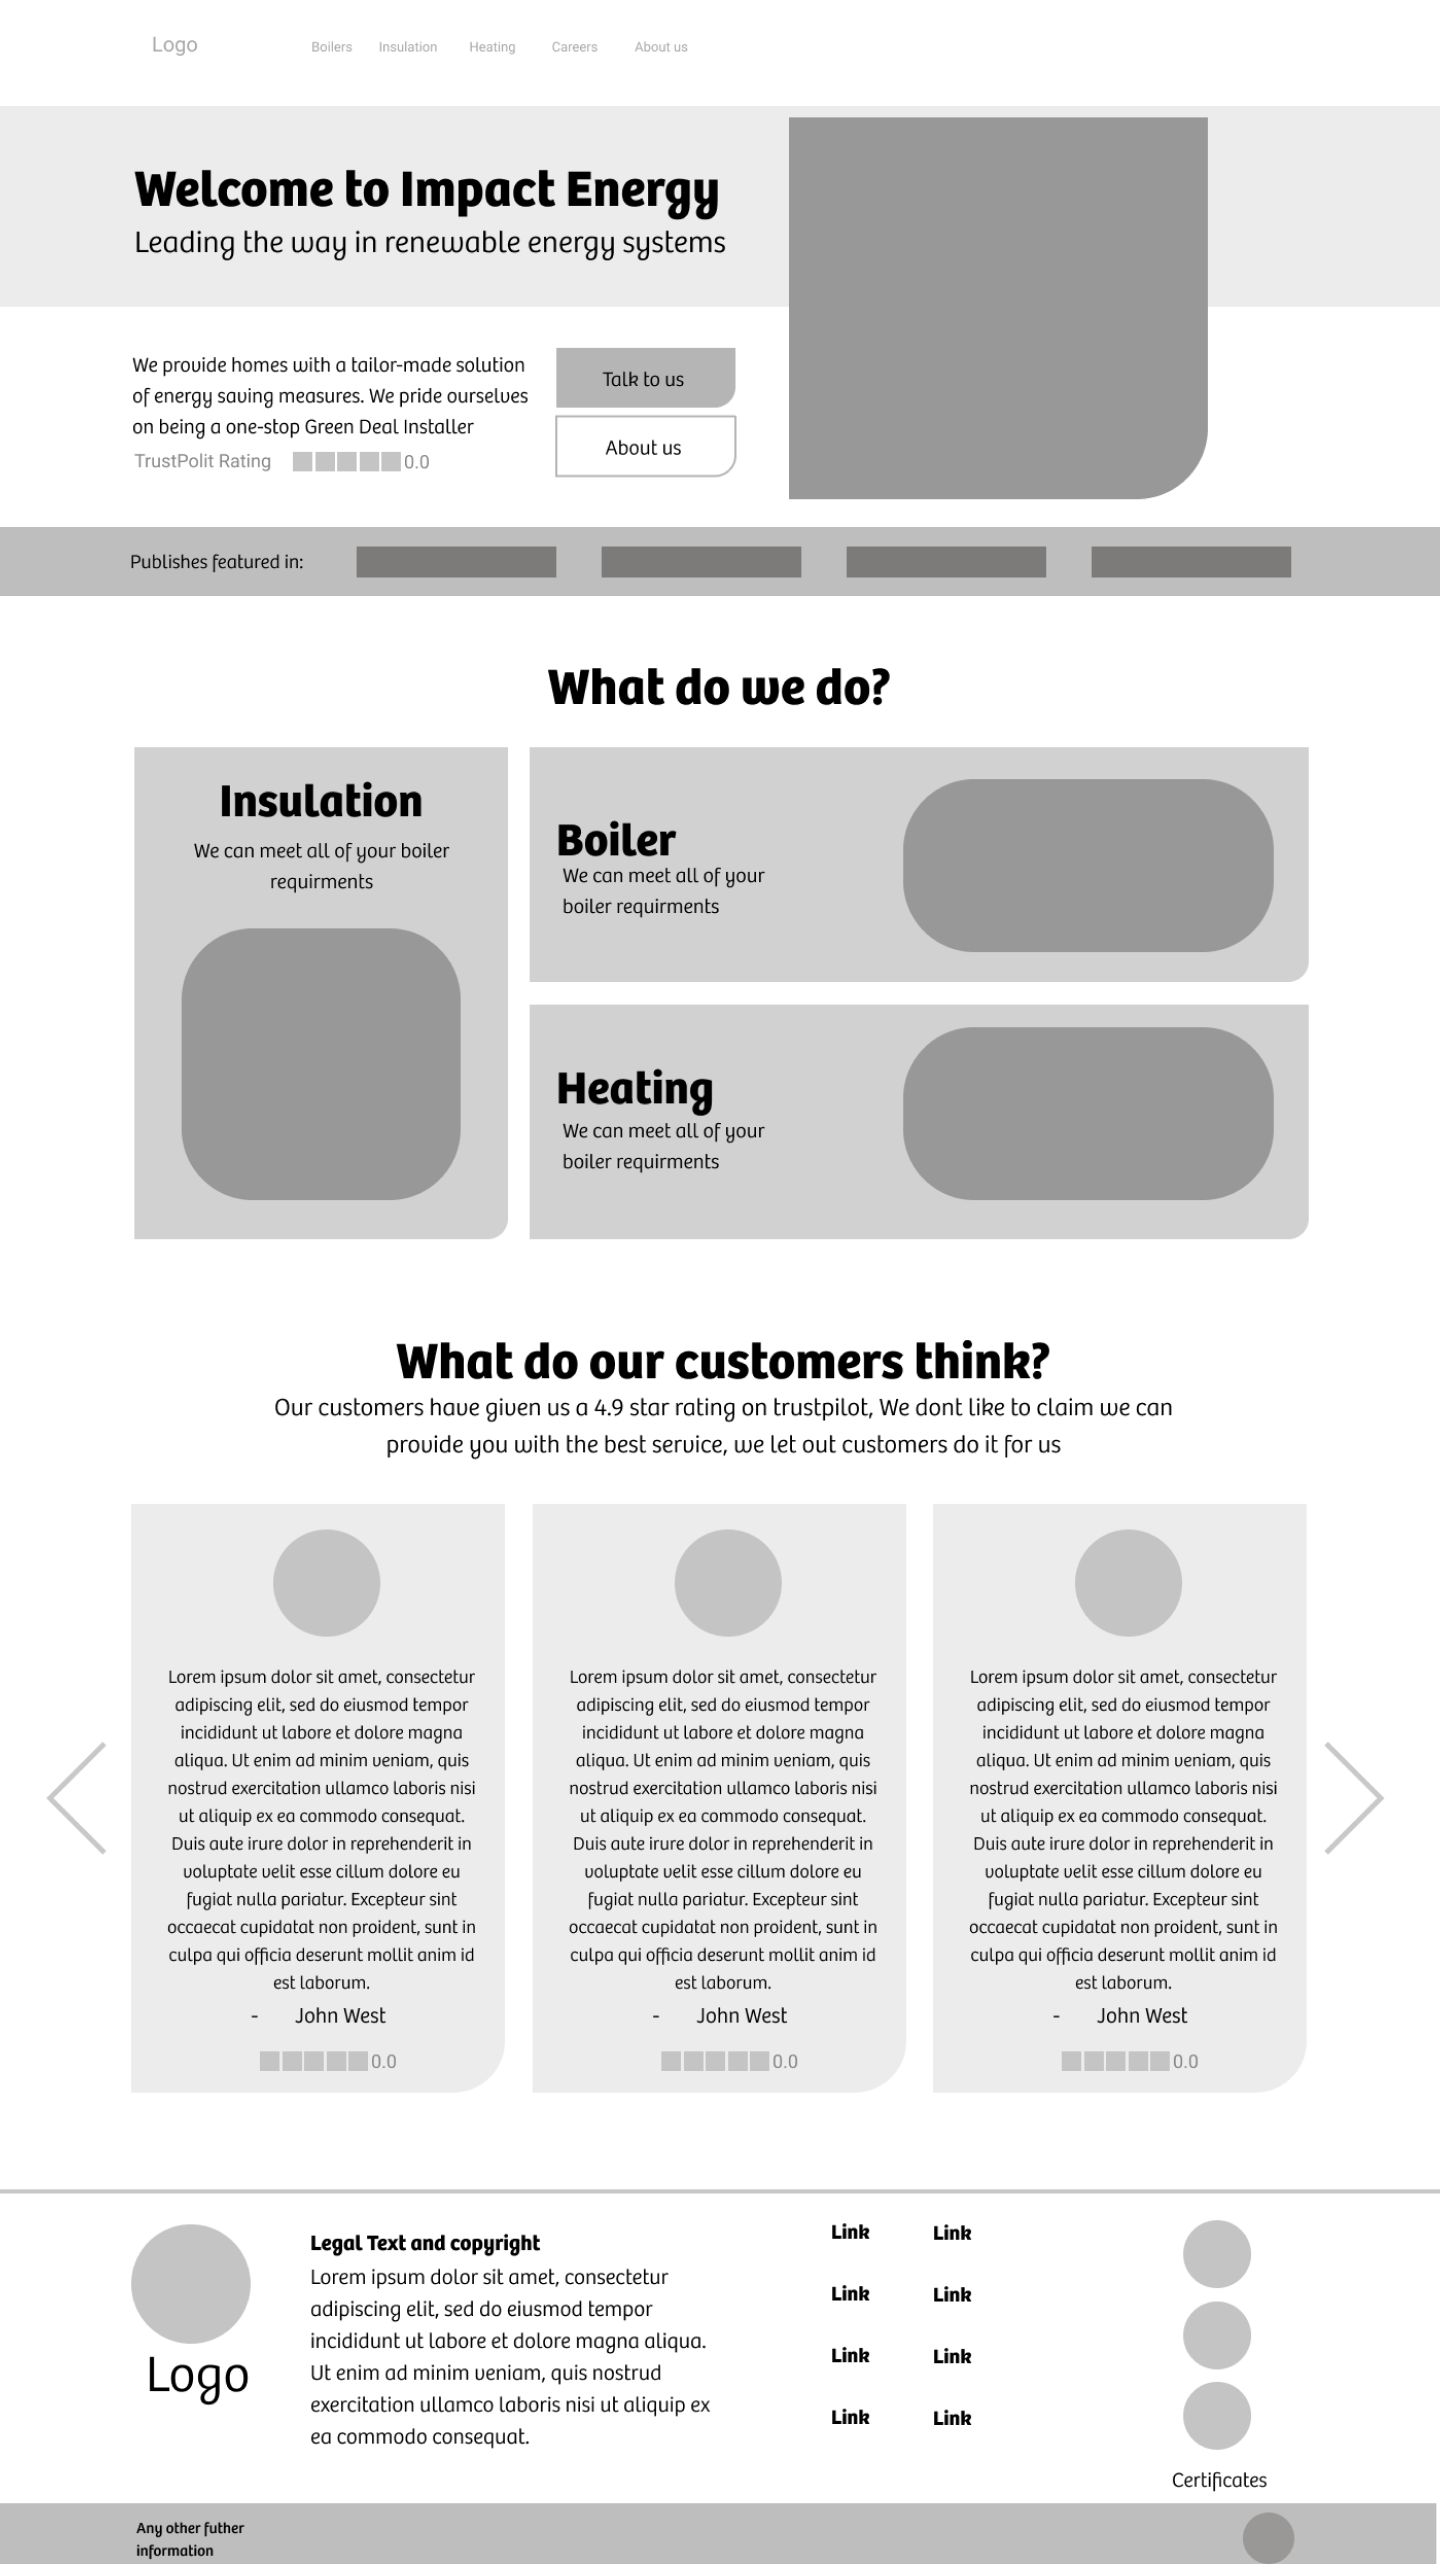 Logo
Boilers
Insulation
Heating
Careers
About us
Welcome to Impact Energy
Leading the way in renewable energy systems
We provide homes with a tailor-made solution
of energy saving measures. We pride ourselves
on being a one-stop Green Deal Installer
TrustPolit Rating
0.0
Talk to us
About us
Publishes featured in:
What do we do?
Insulation
We can meet all of your boiler
requirments
Boiler
We can meet all of your
boiler requirments
Heating
We can meet all of your
boiler requirments
What do our customers think?
Our customers have given us a 4.9 star rating on trustpilot, We dont like to claim we can
provide you with the best service, we let out customers do it for us
Lorem ipsum dolor sit amet, consectetur
adipiscing elit, sed do eiusmod tempor
incididunt ut labore et dolore magna
aliqua. Ut enim ad minim veniam, quis
nostrud exercitation ullamco laboris nisi
ut aliquip ex ea commodo consequat.
Duis aute irure dolor in reprehenderit in
voluptate velit esse cillum dolore eu
fugiat nulla pariatur. Excepteur sint
occaecat cupidatat non proident, sunt in
culpa qui officia deserunt mollit anim id
est laborum.
- John West
0.0
Lorem ipsum dolor sit amet, consectetur
adipiscing elit, sed do eiusmod tempor
incididunt ut labore et dolore magna
aliqua. Ut enim ad minim veniam, quis
nostrud exercitation ullamco laboris nisi
ut aliquip ex ea commodo consequat.
Duis aute irure dolor in reprehenderit in
voluptate velit esse cillum dolore eu
fugiat nulla pariatur. Excepteur sint
occaecat cupidatat non proident, sunt in
culpa qui officia deserunt mollit anim id
est laborum.
- John West
0.0
Lorem ipsum dolor sit amet, consectetur
adipiscing elit, sed do eiusmod tempor
incididunt ut labore et dolore magna
aliqua. Ut enim ad minim veniam, quis
nostrud exercitation ullamco laboris nisi
ut aliquip ex ea commodo consequat.
Duis aute irure dolor in reprehenderit in
voluptate velit esse cillum dolore eu
fugiat nulla pariatur. Excepteur sint
occaecat cupidatat non proident, sunt in
culpa qui officia deserunt mollit anim id
est laborum.
- John West
0.0
Logo
Legal Text and copyright
Lorem ipsum dolor sit amet, consectetur
adipiscing elit, sed do eiusmod tempor
incididunt ut labore et dolore magna aliqua.
Ut enim ad minim veniam, quis nostrud
exercitation ullamco laboris nisi ut aliquip ex
ea commodo consequat.
Link
Link
Link
Link
Link
Link
Link
Link
Certificates
Any other futher
information